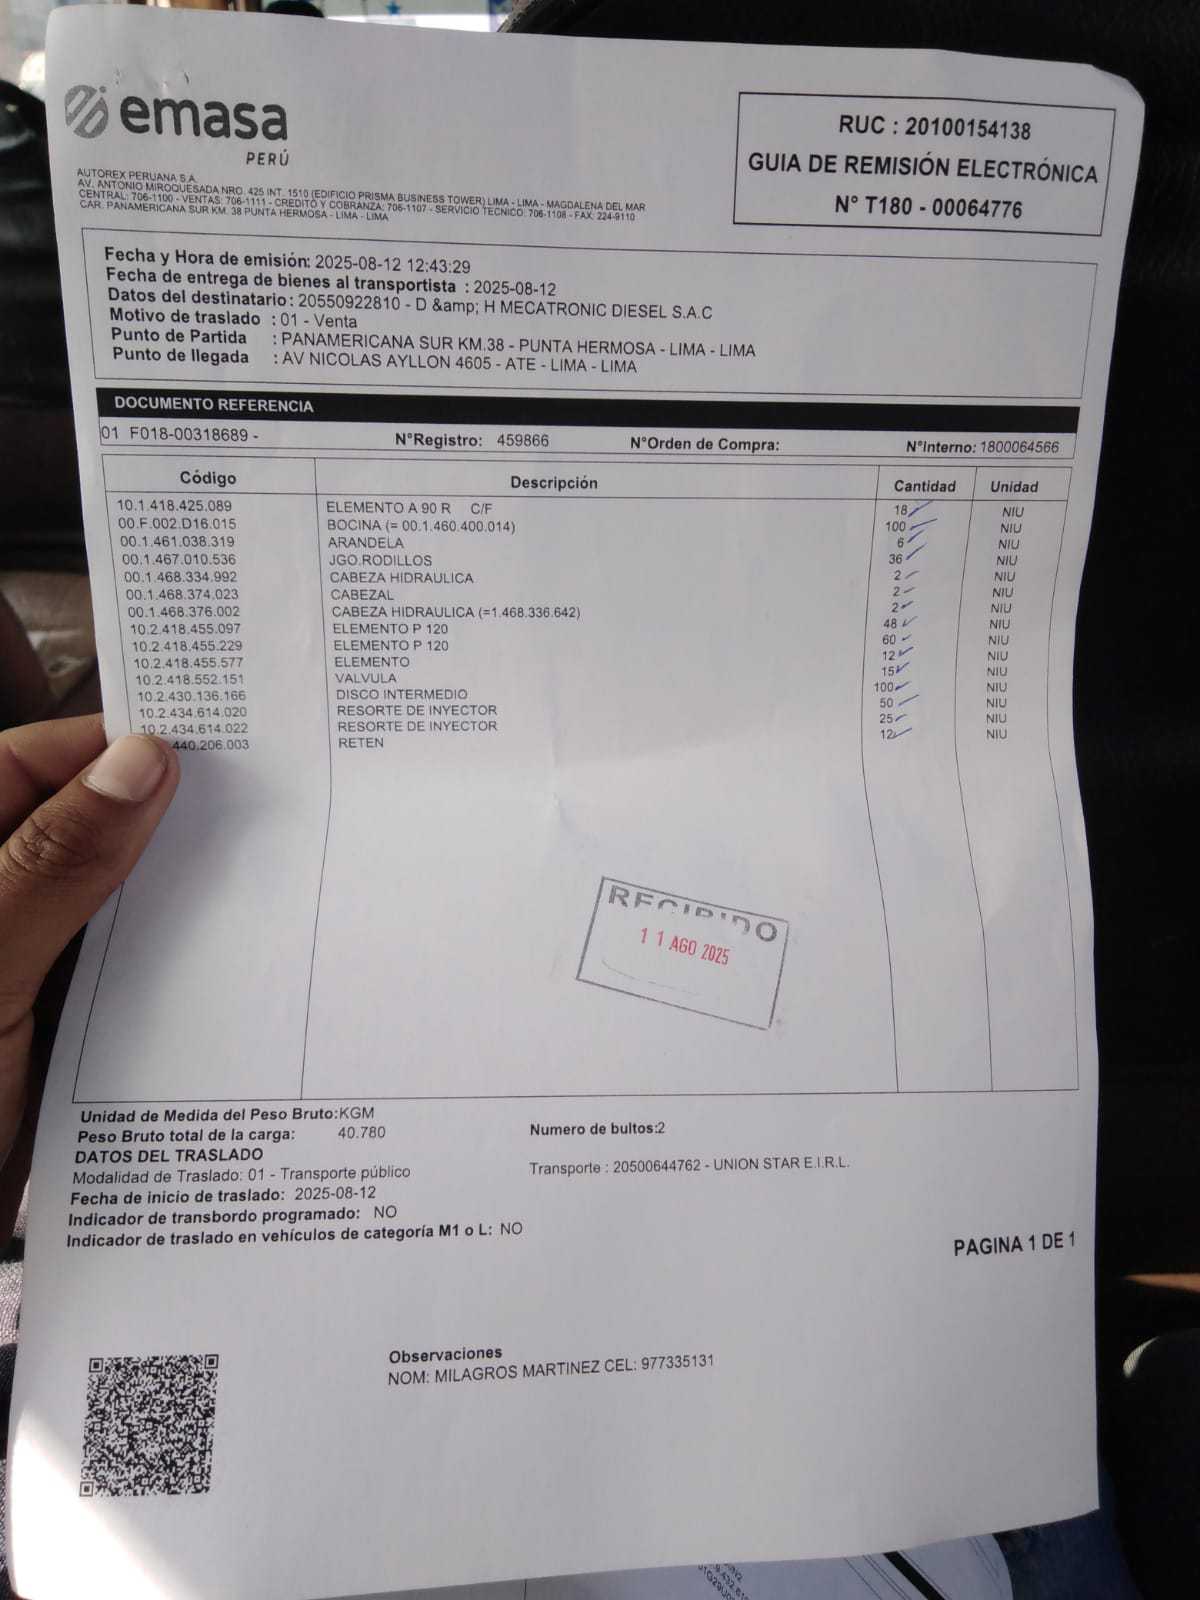 emasa
PERÚ
AUTOREX PERUANA S.A.
AV. ANTONIO MIROQUESADA NRO. 425 INT. 1510 (EDIFICIO PRISMA BUSINESS TOWER) LIMA - LIMA - MAGDALENA DEL MAR
CENTRAL: 706-1100 - VENTAS: 706-1111 - CREDITO Y COBRANZA: 706-1107 - SERVICIO TECNICO: 706-1108 - FAX: 224-9110
CAR. PANAMERICANA SUR KM. 38 PUNTA HERMOSA - LIMA - LIMA
RUC : 20100154138
GUIA DE REMISIÓN ELECTRÓNICA
N° T180 - 00064776
Fecha y Hora de emisión: 2025-08-12 12:43:29
Fecha de entrega de bienes al transportista : 2025-08-12
Datos del destinatario : 20550922810 - D &amp; H MECATRONIC DIESEL S.A.C
Motivo de traslado : 01 - Venta
Punto de Partida : PANAMERICANA SUR KM.38 - PUNTA HERMOSA - LIMA - LIMA
Punto de llegada : AV NICOLAS AYLLON 4605 - ATE - LIMA - LIMA
DOCUMENTO REFERENCIA
01 F018-00318689 - N°Registro: 459866 N°Orden de Compra: N°Interno: 1800064566
Código Descripción Cantidad Unidad
10.1.418.425.089 ELEMENTO A 90 R C/F 18 NIU
00.F.002.D16.015 BOCINA (= 00.1.460.400.014) 100 NIU
00.1.461.038.319 ARANDELA 6 NIU
00.1.467.010.536 JGO.RODILLOS 36 NIU
00.1.468.334.992 CABEZA HIDRAULICA 2 NIU
00.1.468.374.023 CABEZAL 2 NIU
00.1.468.376.002 CABEZA HIDRAULICA (=1.468.336.642) 2 NIU
10.2.418.455.097 ELEMENTO P 120 48 NIU
10.2.418.455.229 ELEMENTO P 120 60 NIU
10.2.418.455.577 ELEMENTO 12 NIU
10.2.418.552.151 VALVULA 15 NIU
10.2.430.136.166 DISCO INTERMEDIO 100 NIU
10.2.434.614.020 RESORTE DE INYECTOR 50 NIU
10.2.434.614.022 RESORTE DE INYECTOR 25 NIU
440.206.003 RETEN 12 NIU
RECIBIDO
11 AGO 2025
Unidad de Medida del Peso Bruto:KGM
Peso Bruto total de la carga: 40.780 Numero de bultos:2
DATOS DEL TRASLADO
Modalidad de Traslado: 01 - Transporte público Transporte : 20500644762 - UNION STAR E.I.R.L.
Fecha de inicio de traslado: 2025-08-12
Indicador de transbordo programado: NO
Indicador de traslado en vehículos de categoría M1 o L: NO
PAGINA 1 DE 1
Observaciones
NOM: MILAGROS MARTINEZ CEL: 977335131